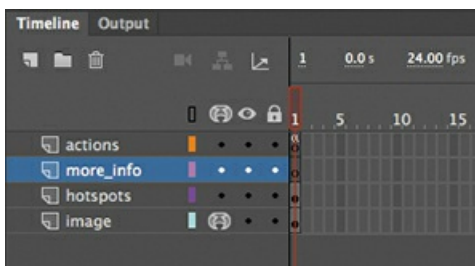 Timeline Output
1 0.0 s 24.00 fps
1 5 10 15
actions
more_info
hotspots
image